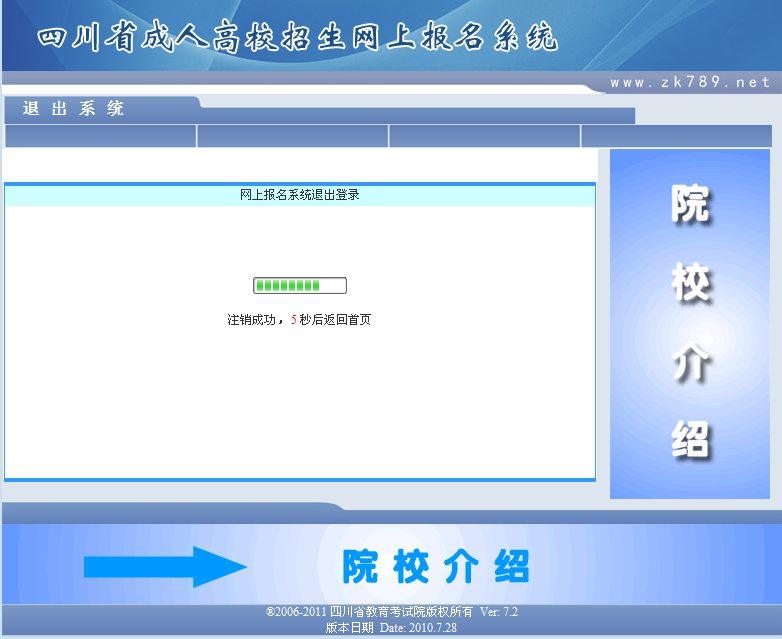 四川省成人高校招生网上报名系统
www.zk789.net
退出系统
网上报名系统退出登录
注销成功，5 秒后返回首页
院
校
介
绍
院校介绍
®2006-2011 四川省教育考试院版权所有 Ver: 7.2
版本日期 Date: 2010.7.28